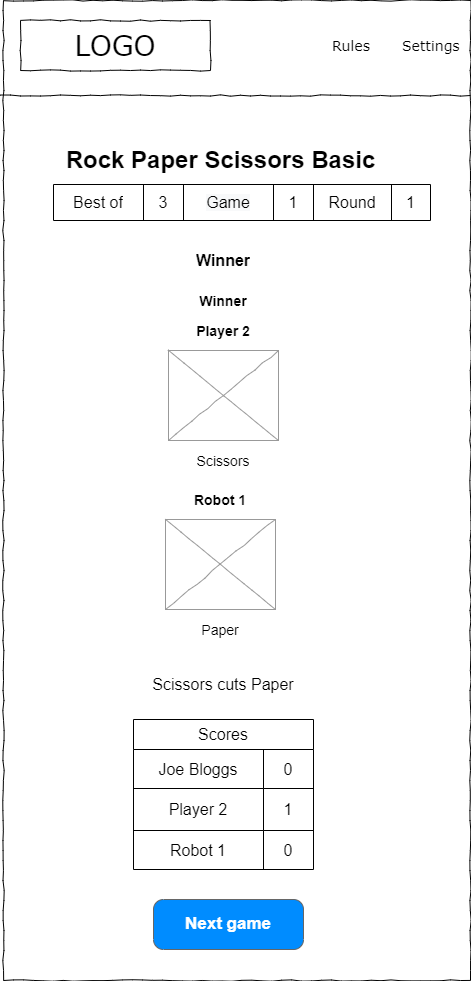 LOGO
Rules Settings
Rock Paper Scissors Basic
Best of 3 Game 1 Round 1
Winner
Winner
Player 2
Scissors
Robot 1
Paper
Scissors cuts Paper
Scores
Joe Bloggs 0
Player 2 1
Robot 1 0
Next game